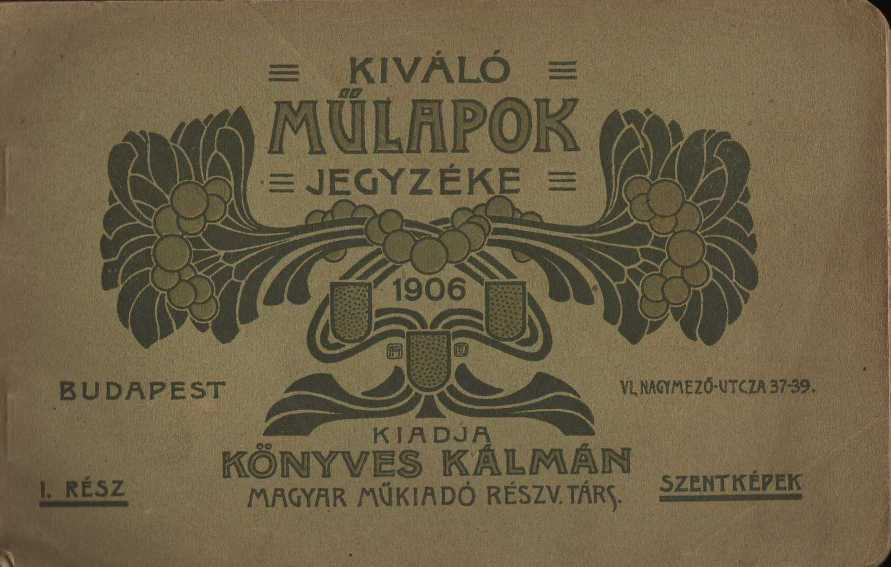 KIVÁLÓ
MŰLAPOK
JEGYZÉKE
1906
BUDAPEST
VI, NAGYMEZŐ-UTCZA 37-39.
KIADJA
KÖNYVES KÁLMÁN
MAGYAR MŰKIADÓ RÉSZV. TÁRS.
I. RÉSZ
SZENTKÉPEK